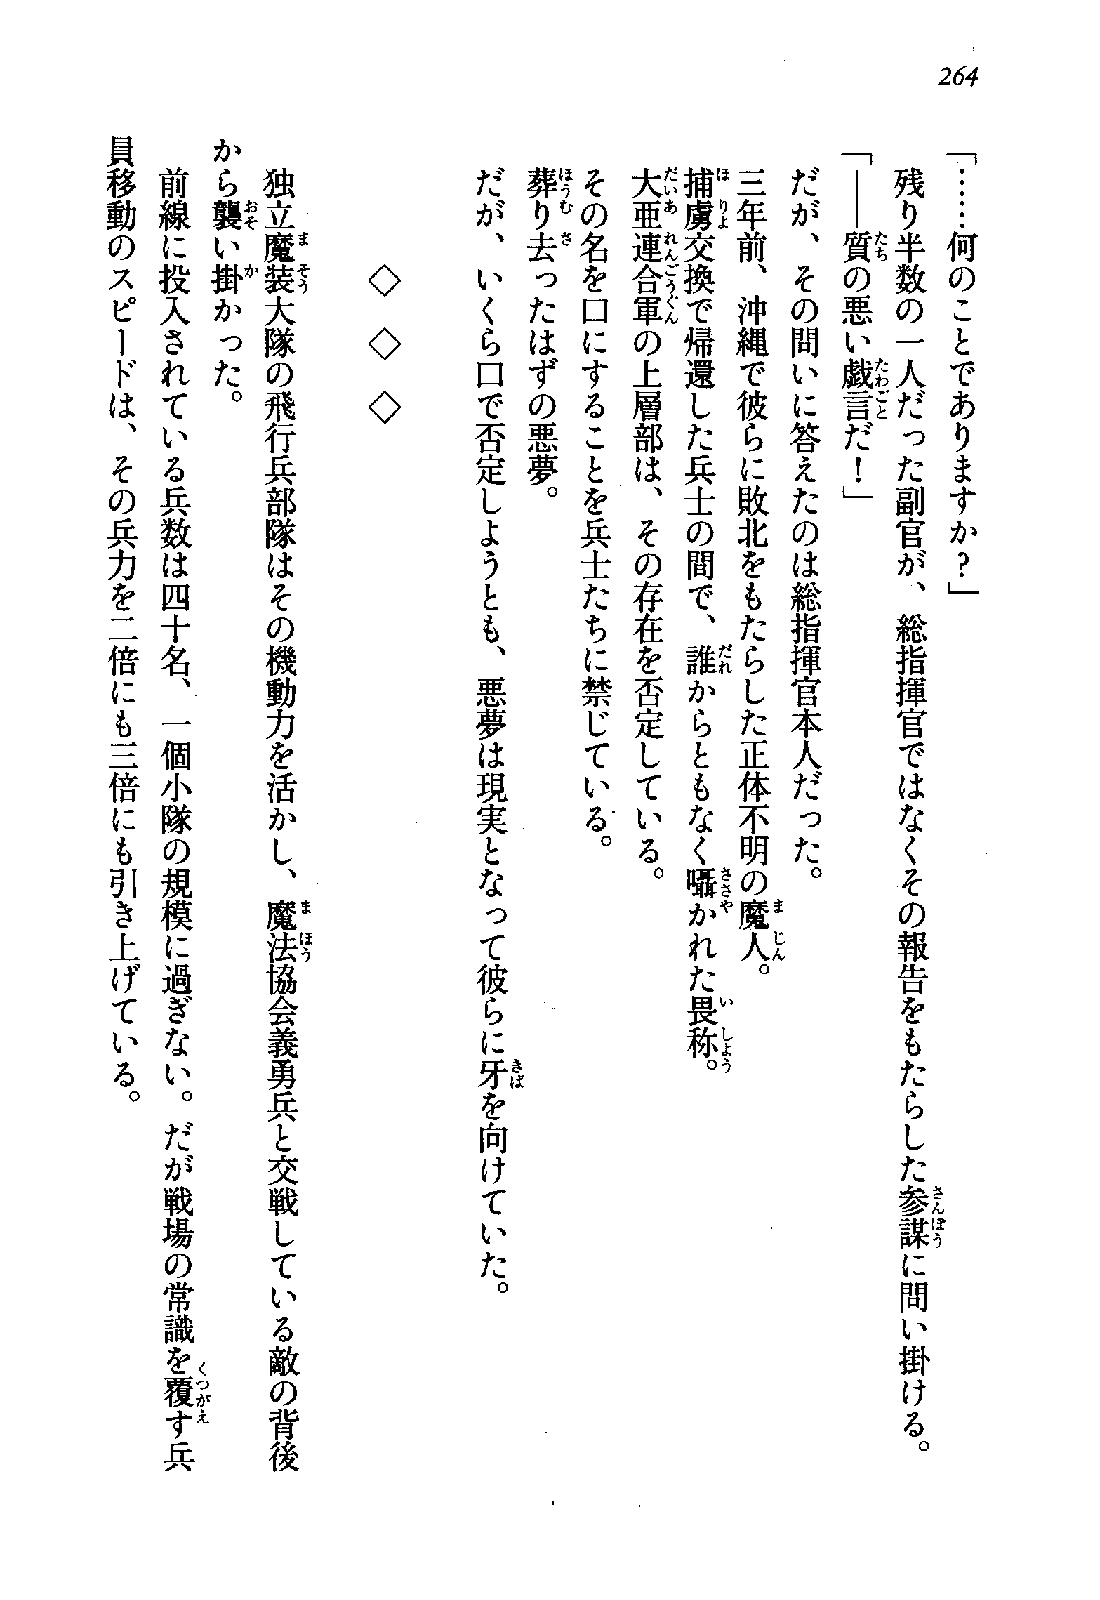 264
「……何のことでありますか？」
残り半数の一人だった副官が、総指揮官ではなくその報告をもたらした参謀に問い掛ける。
「――質の悪い戯言だ！」
だが、その問いに答えたのは総指揮官本人だった。
三年前、沖縄で彼らに敗北をもたらした正体不明の魔人。
捕虜交換で帰還した兵士の間で、誰からともなく囁かれた畏称。
大亜連合軍の上層部は、その存在を否定している。
その名を口にすることを兵士たちに禁じている。
葬り去ったはずの悪夢。
だが、いくら口で否定しようとも、悪夢は現実となって彼らに牙を向けていた。
◇　◇　◇
独立魔装大隊の飛行兵部隊はその機動力を活かし、魔法協会義勇兵と交戦している敵の背後
から襲い掛かった。
前線に投入されている兵数は四十名、一個小隊の規模に過ぎない。だが戦場の常識を覆す兵
員移動のスピードは、その兵力を二倍にも三倍にも引き上げている。